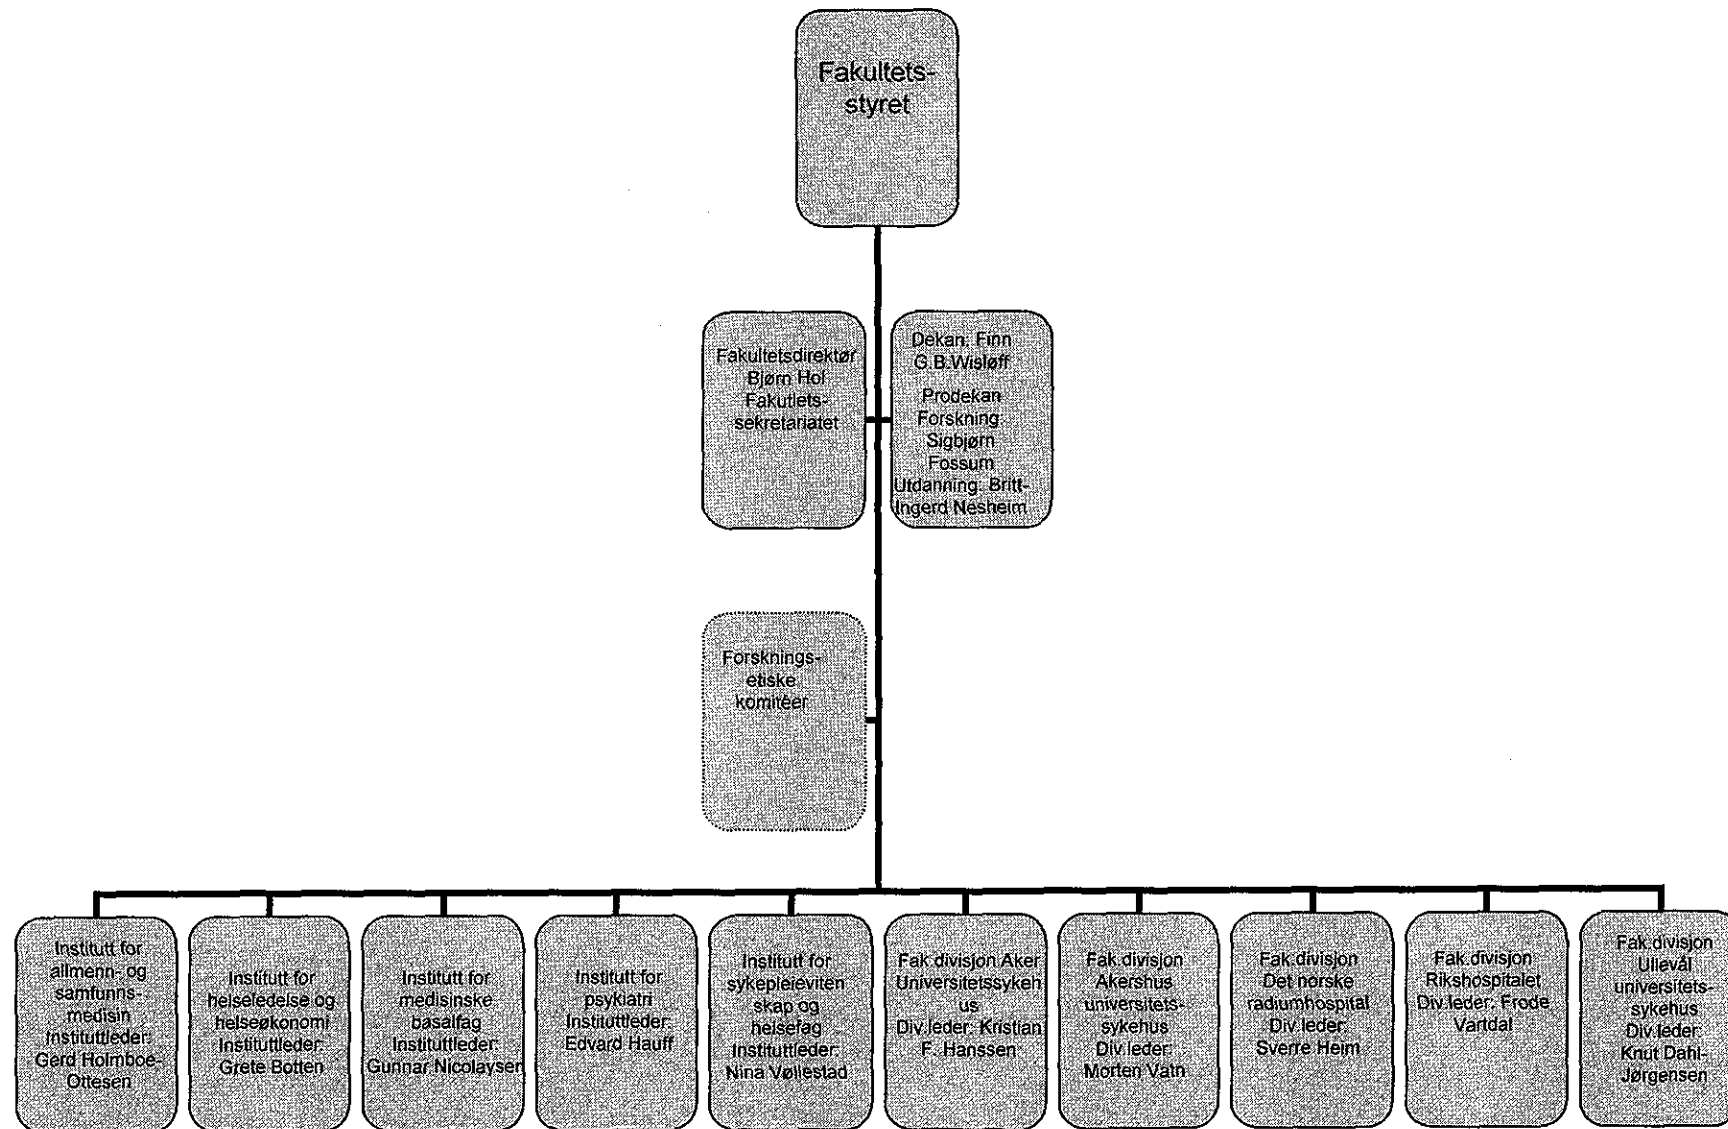 Fakultets-
styret
Fakultetsdirektør
Bjørn Hol
Fakutlets-
sekretariatet
Dekan: Finn
G.B.Wisløff
Prodekan
Forskning:
Sigbjørn
Fossum
Utdanning: Britt-
Ingerd Nesheim
Forsknings-
etiske
komitéer
Institutt for
allmenn- og
samfunns-
medisin
Instituttleder:
Gerd Holmboe-
Ottesen
Institutt for
helseledelse og
helseøkonomi
Instituttleder:
Grete Botten
Institutt for
medisinske
basalfag
Instituttleder:
Gunnar Nicolaysen
Institutt for
psykiatri
Instituttleder:
Edvard Hauff
Institutt for
sykepleieviten
skap og
helsefag
Instituttleder:
Nina Vøllestad
Fak.divisjon Aker
Universitetssykeh
us
Div.leder: Kristian
F. Hanssen
Fak.divisjon
Akershus
universitets-
sykehus
Div.leder:
Morten Vatn
Fak.divisjon
Det norske
radiumhospital
Div.leder:
Sverre Heim
Fak.divisjon
Rikshospitalet
Div.leder: Frode
Vartdal
Fak.divisjon
Ullevål
universitets-
sykehus
Div.leder:
Knut Dahl-
Jørgensen